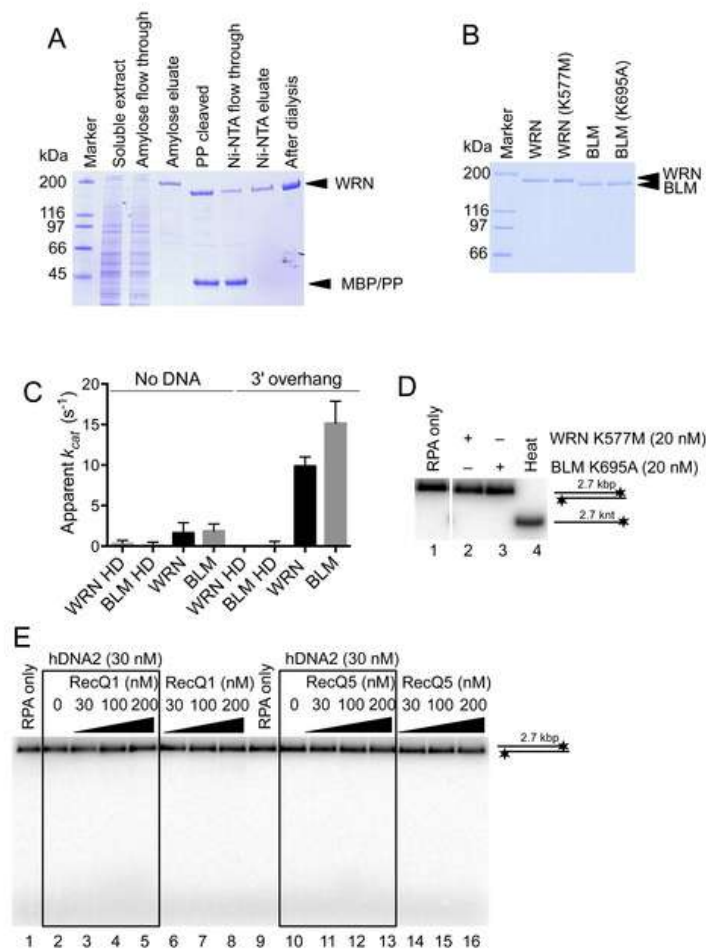 A
kDa
Marker
Soluble extract
Amylose flow through
Amylose eluate
PP cleaved
Ni-NTA flow through
Ni-NTA eluate
After dialysis
200
116
97
66
45
WRN
MBP/PP
B
kDa
Marker
WRN
WRN (K577M)
BLM
BLM (K695A)
200
116
97
66
WRN
BLM
C
Apparent kcat (s-1)
20
15
10
5
0
No DNA
3' overhang
WRN HD
BLM HD
WRN
BLM
WRN HD
BLM HD
WRN
BLM
D
RPA only
+ – WRN K577M (20 nM)
– + BLM K695A (20 nM)
Heat
2.7 kbp
2.7 knt
1 2 3 4
E
hDNA2 (30 nM) hDNA2 (30 nM)
RPA only
RecQ1 (nM) RecQ1 (nM)
RPA only
RecQ5 (nM) RecQ5 (nM)
0 30 100 200 30 100 200 0 30 100 200 30 100 200
2.7 kbp
1 2 3 4 5 6 7 8 9 10 11 12 13 14 15 16